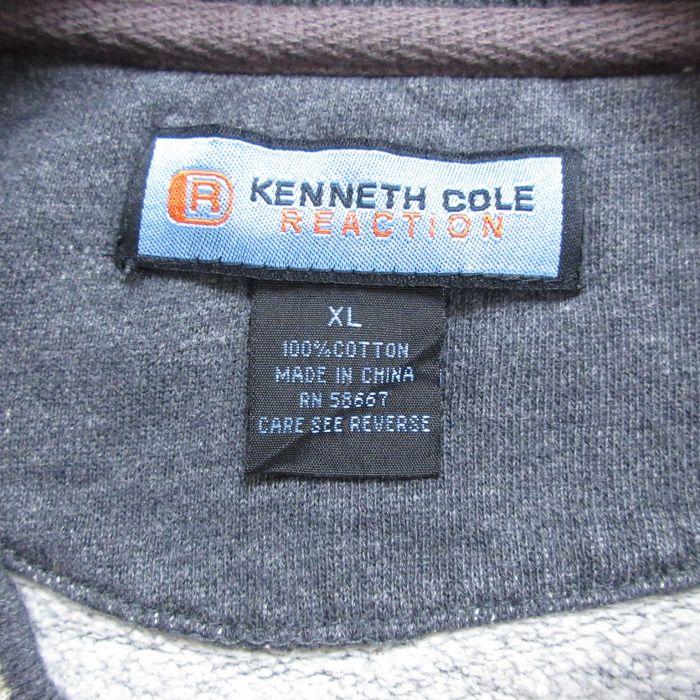 R KENNETH COLE
REACTION
XL
100%COTTON
MADE IN CHINA
RN 58667
CARE SEE REVERSE